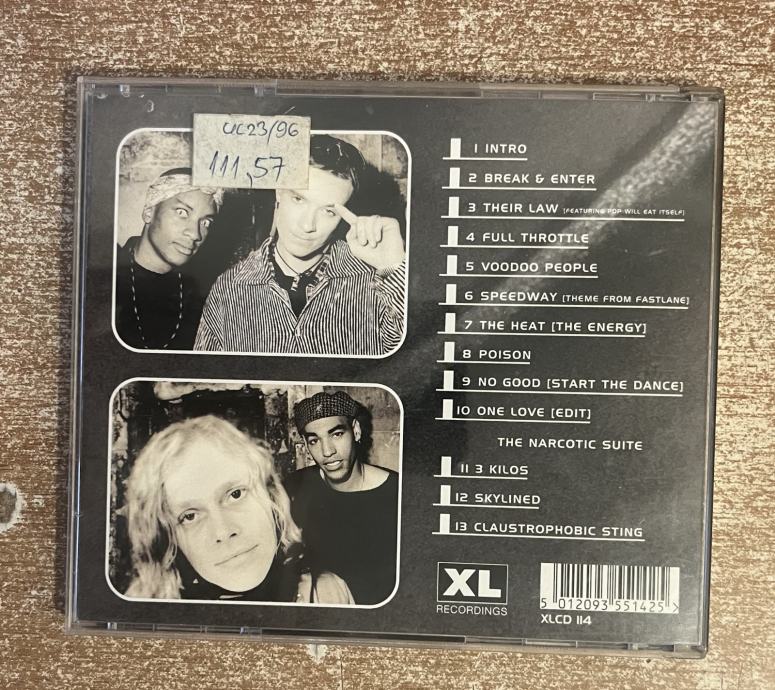 UC23/96
111,57
1 INTRO
2 BREAK & ENTER
3 THEIR LAW [FEATURING POP WILL EAT ITSELF]
4 FULL THROTTLE
5 VOODOO PEOPLE
6 SPEEDWAY [THEME FROM FASTLANE]
7 THE HEAT [THE ENERGY]
8 POISON
9 NO GOOD [START THE DANCE]
10 ONE LOVE [EDIT]
THE NARCOTIC SUITE
11 3 KILOS
12 SKYLINED
13 CLAUSTROPHOBIC STING
XL
RECORDINGS
5 012093 551425 >
XLCD 114